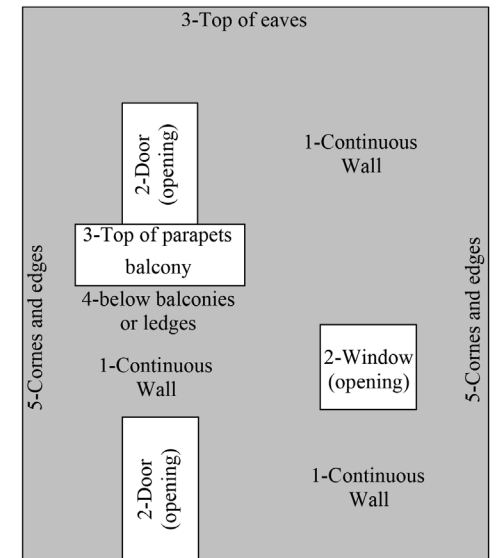 3-Top of eaves
2-Door
(opening)
1-Continuous
Wall
3-Top of parapets
balcony
4-below balconies
or ledges
5-Cornes and edges
5-Cornes and edges
2-Window
(opening)
1-Continuous
Wall
2-Door
(opening)
1-Continuous
Wall